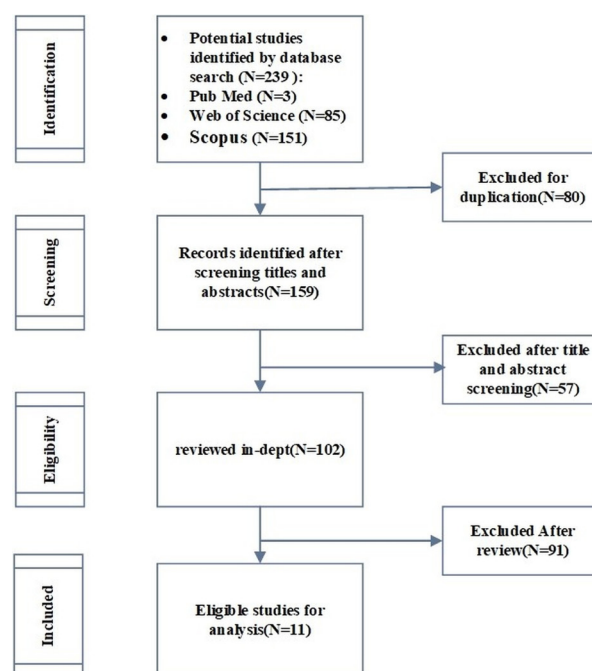 Identification
• Potential studies
identified by database
search (N=239 ):
• Pub Med (N=3)
• Web of Science (N=85)
• Scopus (N=151)
Excluded for
duplication(N=80)
Screening
Records identified after
screening titles and
abstracts(N=159)
Excluded after title
and abstract
screening(N=57)
Eligibility
reviewed in-dept(N=102)
Excluded After
review(N=91)
Included
Eligible studies for
analysis(N=11)